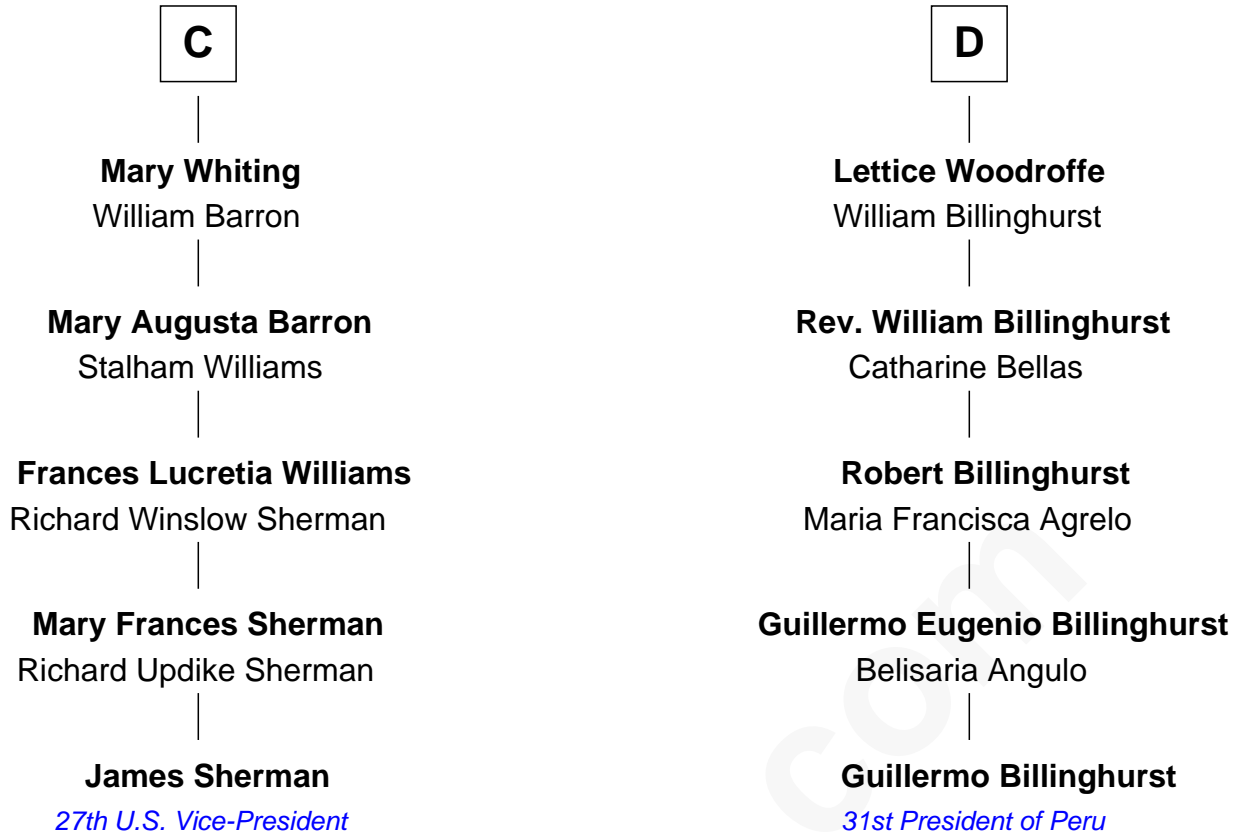 C
Mary Whiting
William Barron
Mary Augusta Barron
Stalham Williams
Frances Lucretia Williams
Richard Winslow Sherman
Mary Frances Sherman
Richard Updike Sherman
James Sherman
27th U.S. Vice-President
D
Lettice Woodroffe
William Billinghurst
Rev. William Billinghurst
Catharine Bellas
Robert Billinghurst
Maria Francisca Agrelo
Guillermo Eugenio Billinghurst
Belisaria Angulo
Guillermo Billinghurst
31st President of Peru
com